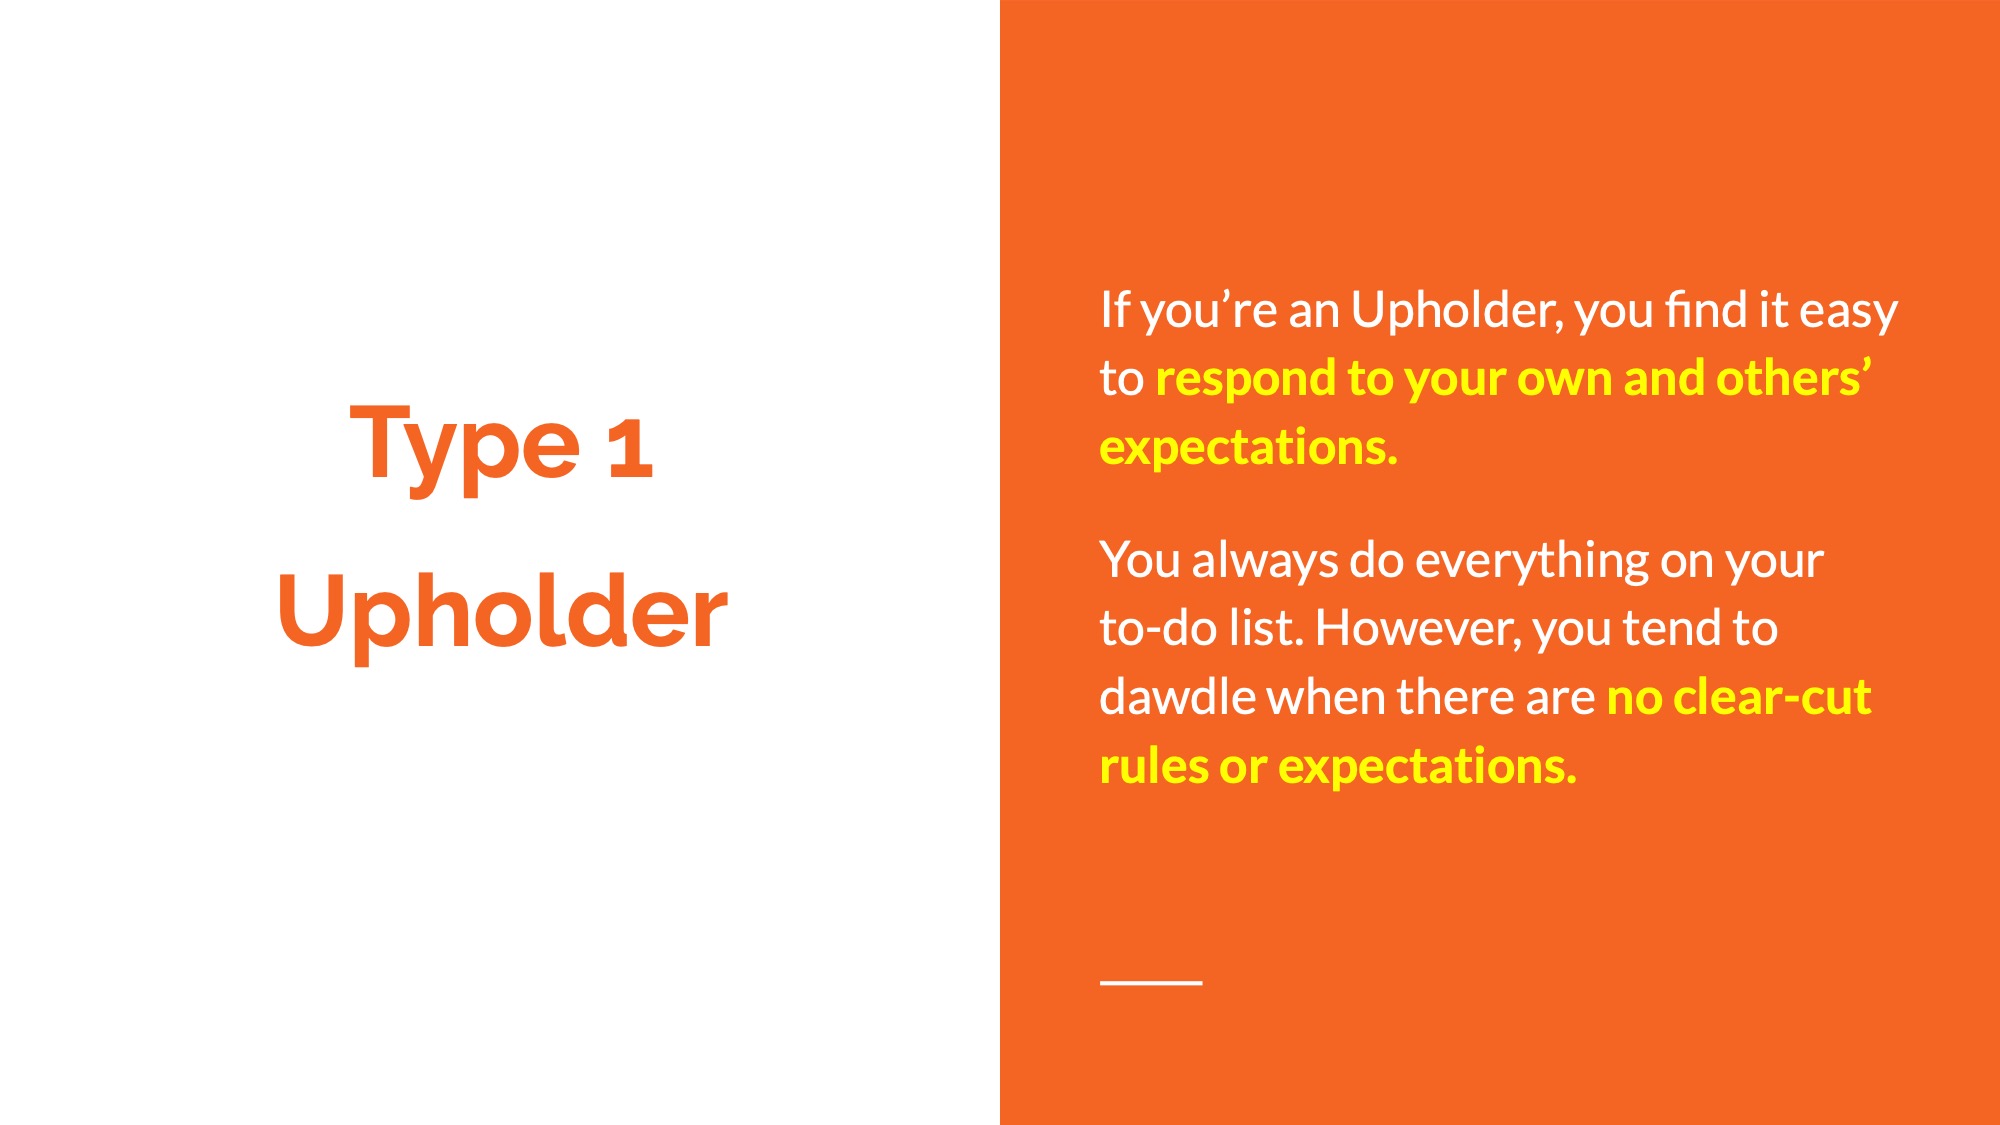 Type 1
Upholder
If you’re an Upholder, you find it easy
to respond to your own and others’
expectations.
You always do everything on your
to-do list. However, you tend to
dawdle when there are no clear-cut
rules or expectations.